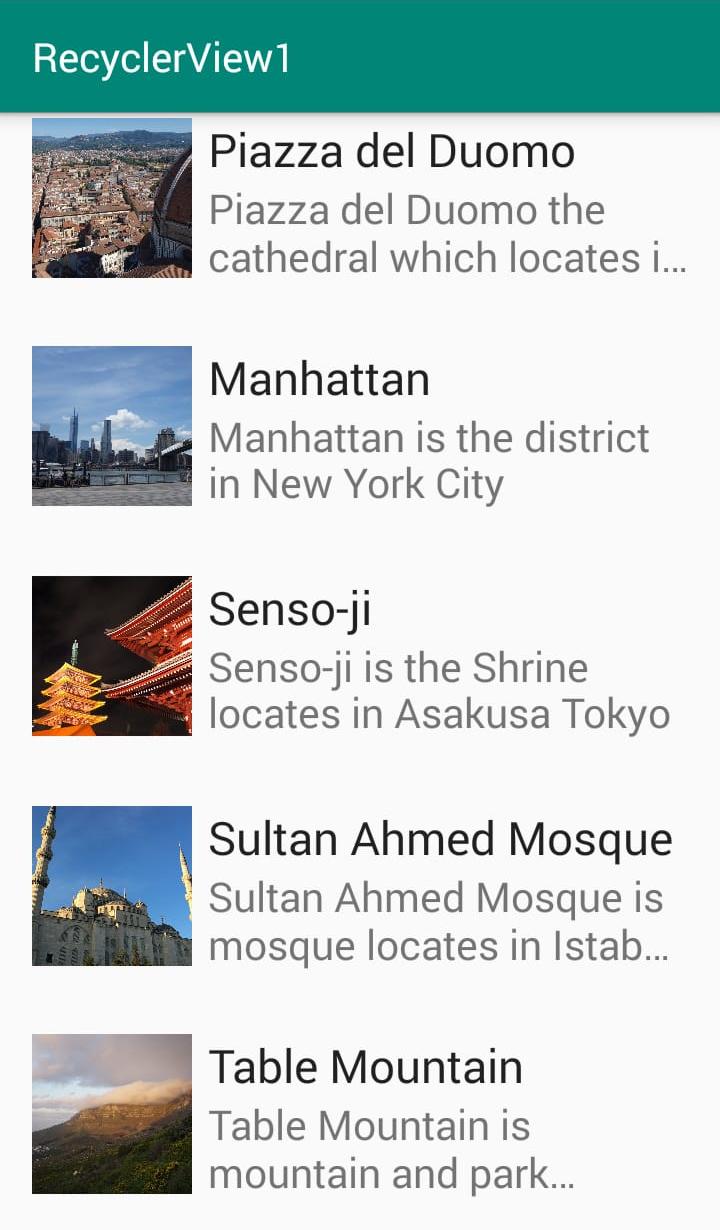 RecyclerView1
Piazza del Duomo
Piazza del Duomo the
cathedral which locates i…
Manhattan
Manhattan is the district
in New York City
Senso-ji
Senso-ji is the Shrine
locates in Asakusa Tokyo
Sultan Ahmed Mosque
Sultan Ahmed Mosque is
mosque locates in Istab…
Table Mountain
Table Mountain is
mountain and park…